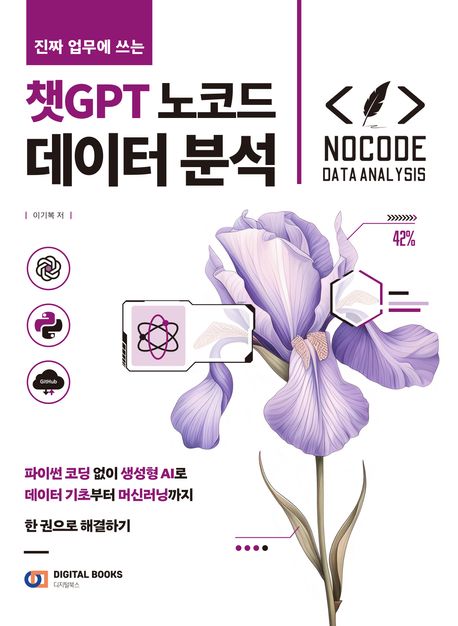 진짜 업무에 쓰는
챗GPT 노코드
데이터 분석
NOCODE
DATA ANALYSIS
| 이기복 저 |
42%
GitHub
파이썬 코딩 없이 생성형 AI로
데이터 기초부터 머신러닝까지
한 권으로 해결하기
DIGITAL BOOKS
디지털북스